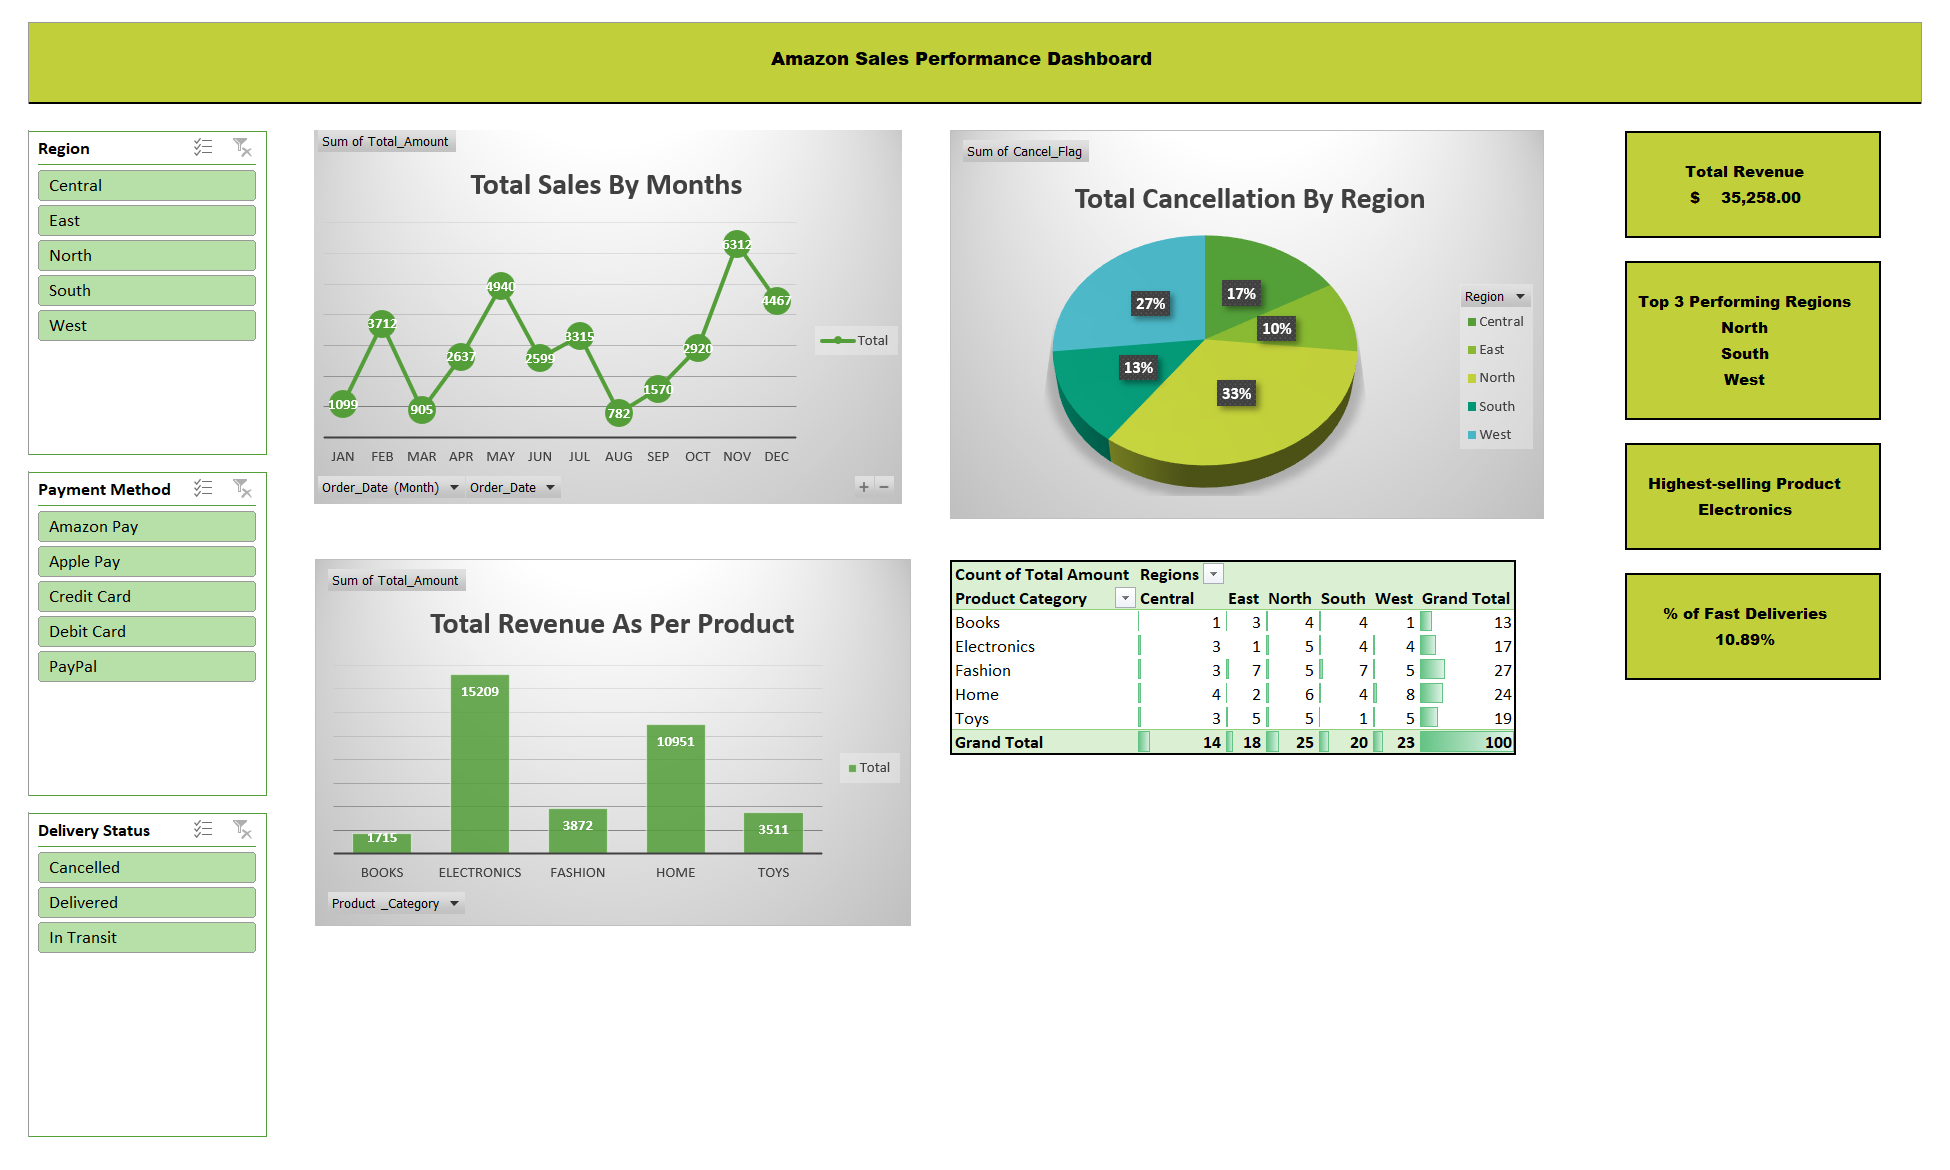 Amazon Sales Performance Dashboard
Region
Central
East
North
South
West
Payment Method
Amazon Pay
Apple Pay
Credit Card
Debit Card
PayPal
Delivery Status
Cancelled
Delivered
In Transit
Sum of Total_Amount
Total Sales By Months
1099
3712
905
4940
2637
2599
3315
782
1570
2920
6312
4467
Total
JAN FEB MAR APR MAY JUN JUL AUG SEP OCT NOV DEC
Order_Date (Month) Order_Date
+ −
Sum of Cancel_Flag
Total Cancellation By Region
27%
17%
10%
13%
33%
Region
Central
East
North
South
West
Sum of Total_Amount
Total Revenue As Per Product
1715
15209
3872
10951
3511
Total
BOOKS ELECTRONICS FASHION HOME TOYS
Product _Category
Count of Total Amount Regions
Product Category Central East North South West Grand Total
Books 1 3 4 4 1 13
Electronics 3 1 5 4 4 17
Fashion 3 7 5 7 5 27
Home 4 2 6 4 8 24
Toys 3 5 5 1 5 19
Grand Total 14 18 25 20 23 100
Total Revenue
$ 35,258.00
Top 3 Performing Regions
North
South
West
Highest-selling Product
Electronics
% of Fast Deliveries
10.89%